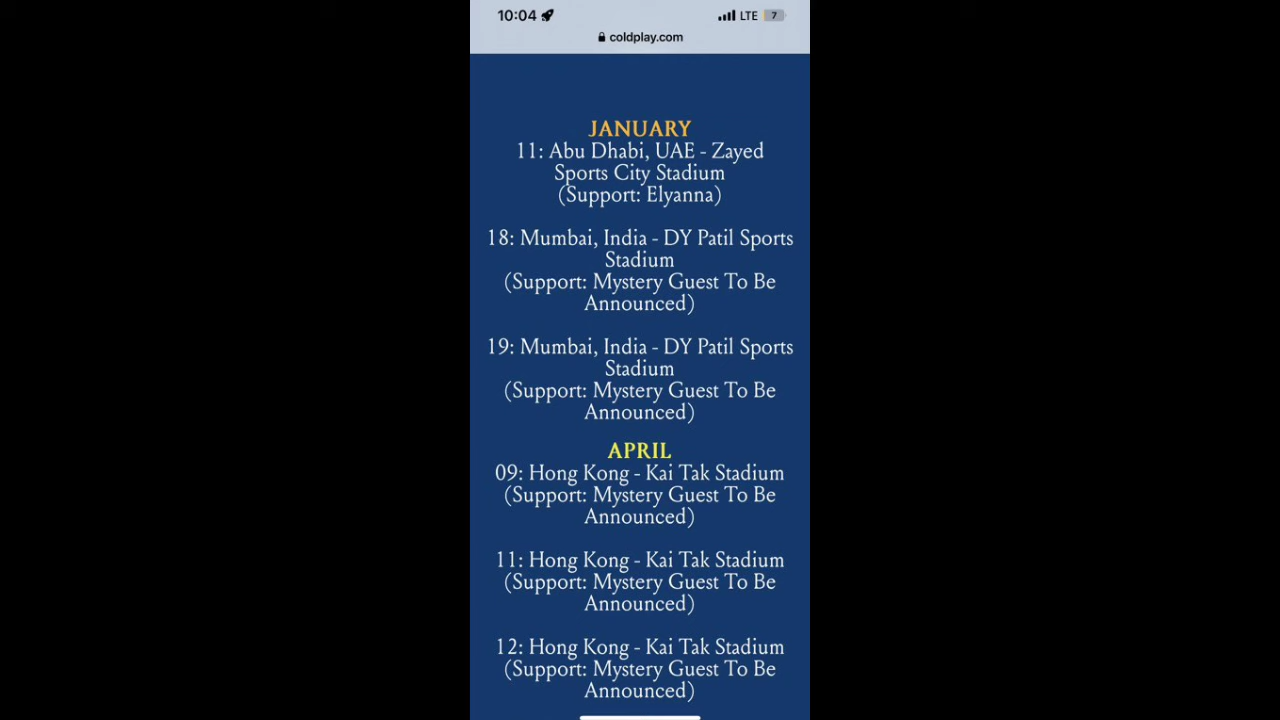 10:04 LTE 7
coldplay.com
JANUARY
11: Abu Dhabi, UAE - Zayed
Sports City Stadium
(Support: Elyanna)
18: Mumbai, India - DY Patil Sports
Stadium
(Support: Mystery Guest To Be
Announced)
19: Mumbai, India - DY Patil Sports
Stadium
(Support: Mystery Guest To Be
Announced)
APRIL
09: Hong Kong - Kai Tak Stadium
(Support: Mystery Guest To Be
Announced)
11: Hong Kong - Kai Tak Stadium
(Support: Mystery Guest To Be
Announced)
12: Hong Kong - Kai Tak Stadium
(Support: Mystery Guest To Be
Announced)